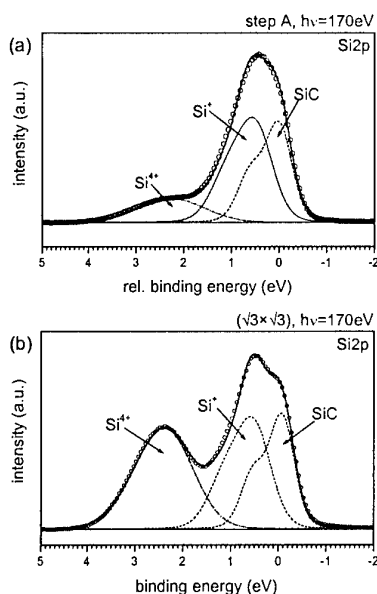 step A, hν=170eV
(a)
Si2p
Si⁺
SiC
Si⁴⁺
intensity (a.u.)
5 4 3 2 1 0 -1 -2
rel. binding energy (eV)
(√3×√3), hν=170eV
(b)
Si2p
Si⁴⁺
Si⁺
SiC
intensity (a.u.)
5 4 3 2 1 0 -1 -2
binding energy (eV)